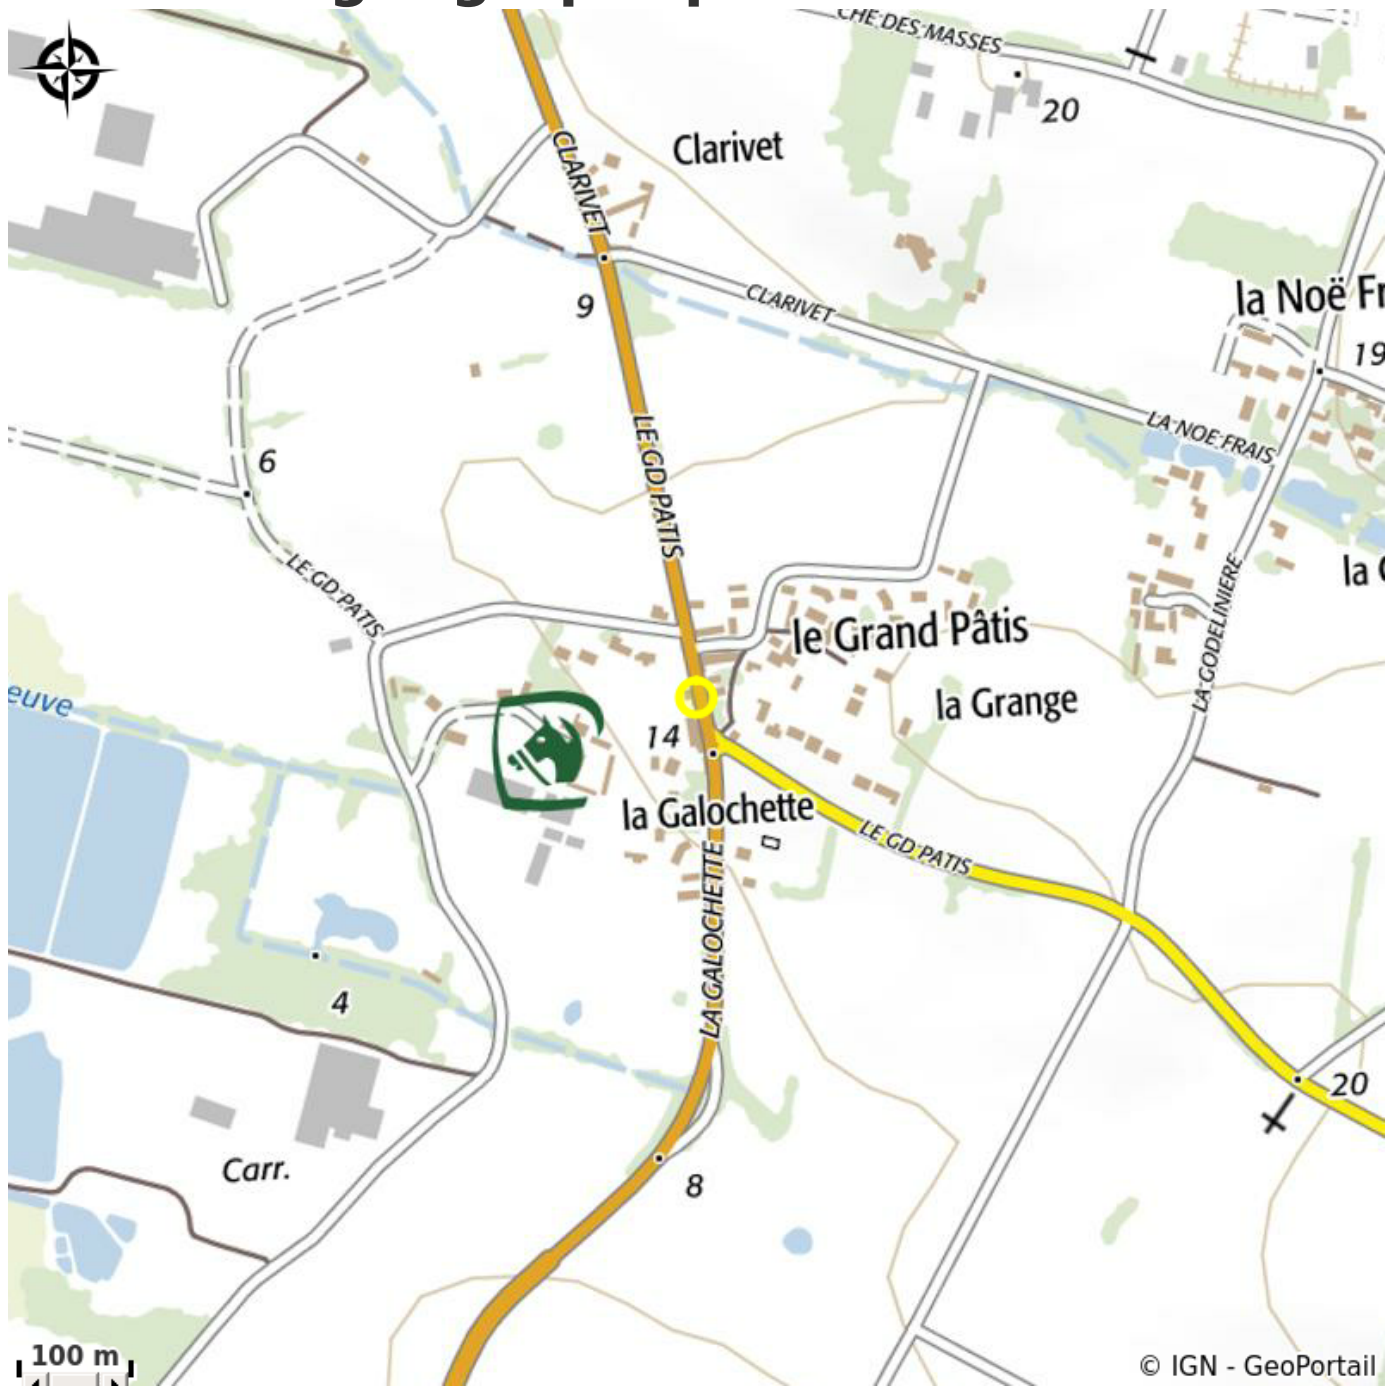 CHE DES MASSES
20
Clarivet
CLARIVET
9
CLARIVET
la Noë Fr
19
LE GD PATIS
LA NOE FRAIS
6
LE GD PATIS
la
LA GODELINIERE
le Grand Pâtis
la Grange
euve
14
la Galochette
LE GD PATIS
LA GALOCHETTE
4
20
Carr.
8
100 m
© IGN - GeoPortail